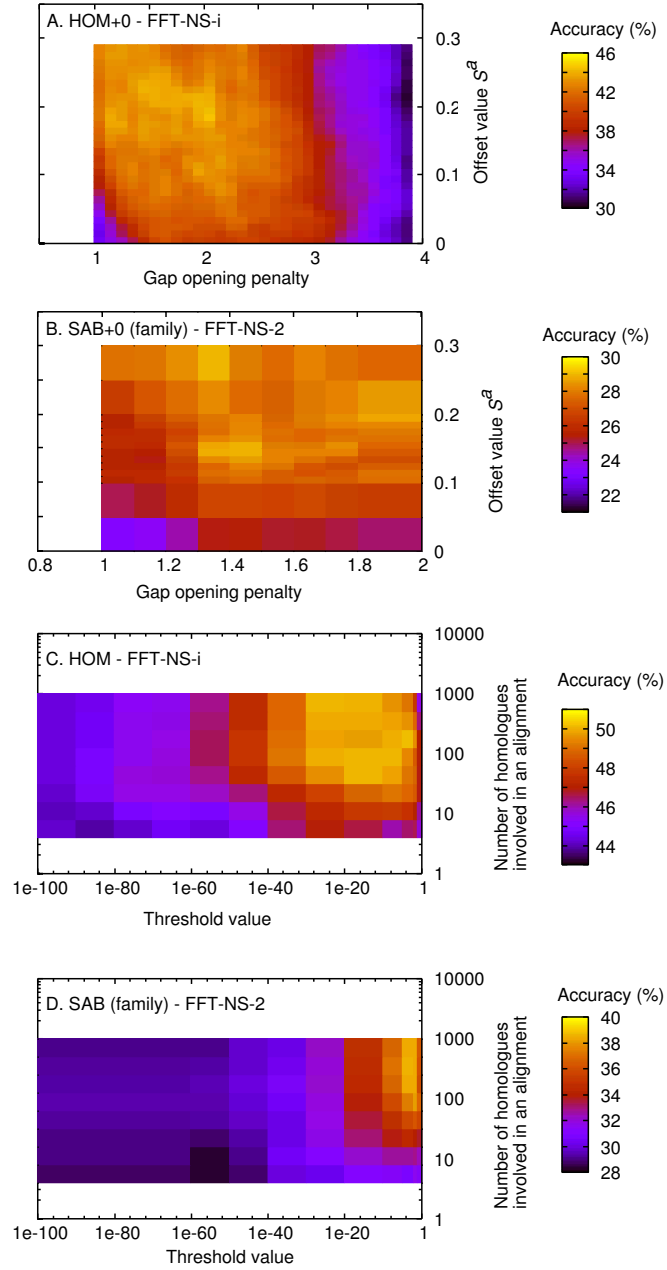 A. HOM+0 - FFT-NS-i
0.3
0.2
0.1
0
Offset value Sᵃ
1
2
3
4
Gap opening penalty
Accuracy (%)
46
42
38
34
30
B. SAB+0 (family) - FFT-NS-2
0.3
0.2
0.1
0
Offset value Sᵃ
0.8
1
1.2
1.4
1.6
1.8
2
Gap opening penalty
Accuracy (%)
30
28
26
24
22
C. HOM - FFT-NS-i
10000
1000
100
10
1
Number of homologues
involved in an alignment
1e-100
1e-80
1e-60
1e-40
1e-20
1
Threshold value
Accuracy (%)
50
48
46
44
D. SAB (family) - FFT-NS-2
10000
1000
100
10
1
Number of homologues
involved in an alignment
1e-100
1e-80
1e-60
1e-40
1e-20
1
Threshold value
Accuracy (%)
40
38
36
34
32
30
28